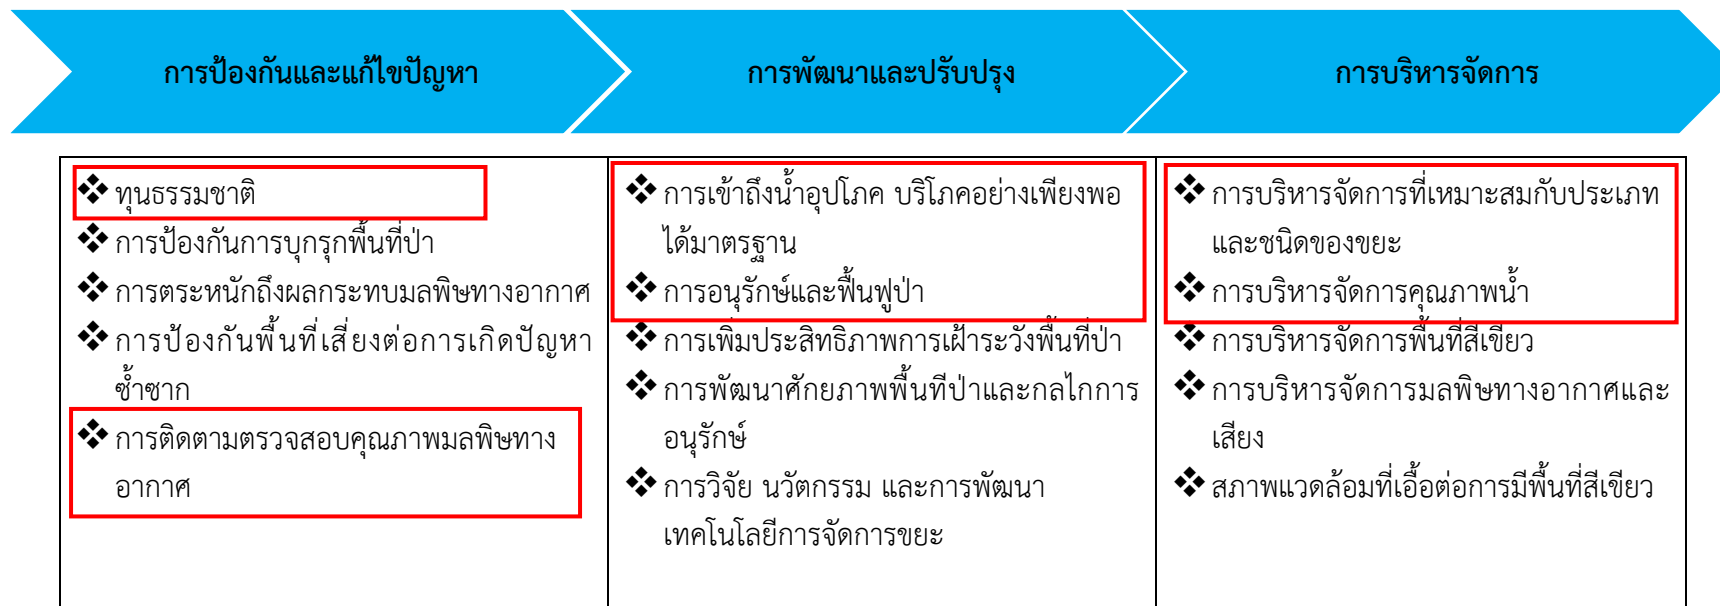 การป้องกันและแก้ไขปัญหา
การพัฒนาและปรับปรุง
การบริหารจัดการ
❖ ทุนธรรมชาติ
❖ การป้องกันการบุกรุกพื้นที่ป่า
❖ การตระหนักถึงผลกระทบมลพิษทางอากาศ
❖ การป้องกันพื้นที่เสี่ยงต่อการเกิดปัญหา
ซ้ำซาก
❖ การติดตามตรวจสอบคุณภาพมลพิษทาง
อากาศ
❖ การเข้าถึงน้ำอุปโภค บริโภคอย่างเพียงพอ
ได้มาตรฐาน
❖ การอนุรักษ์และฟื้นฟูป่า
❖ การเพิ่มประสิทธิภาพการเฝ้าระวังพื้นที่ป่า
❖ การพัฒนาศักยภาพพื้นทีป่าและกลไกการ
อนุรักษ์
❖ การวิจัย นวัตกรรม และการพัฒนา
เทคโนโลยีการจัดการขยะ
❖ การบริหารจัดการที่เหมาะสมกับประเภท
และชนิดของขยะ
❖ การบริหารจัดการคุณภาพน้ำ
❖ การบริหารจัดการพื้นที่สีเขียว
❖ การบริหารจัดการมลพิษทางอากาศและ
เสียง
❖ สภาพแวดล้อมที่เอื้อต่อการมีพื้นที่สีเขียว